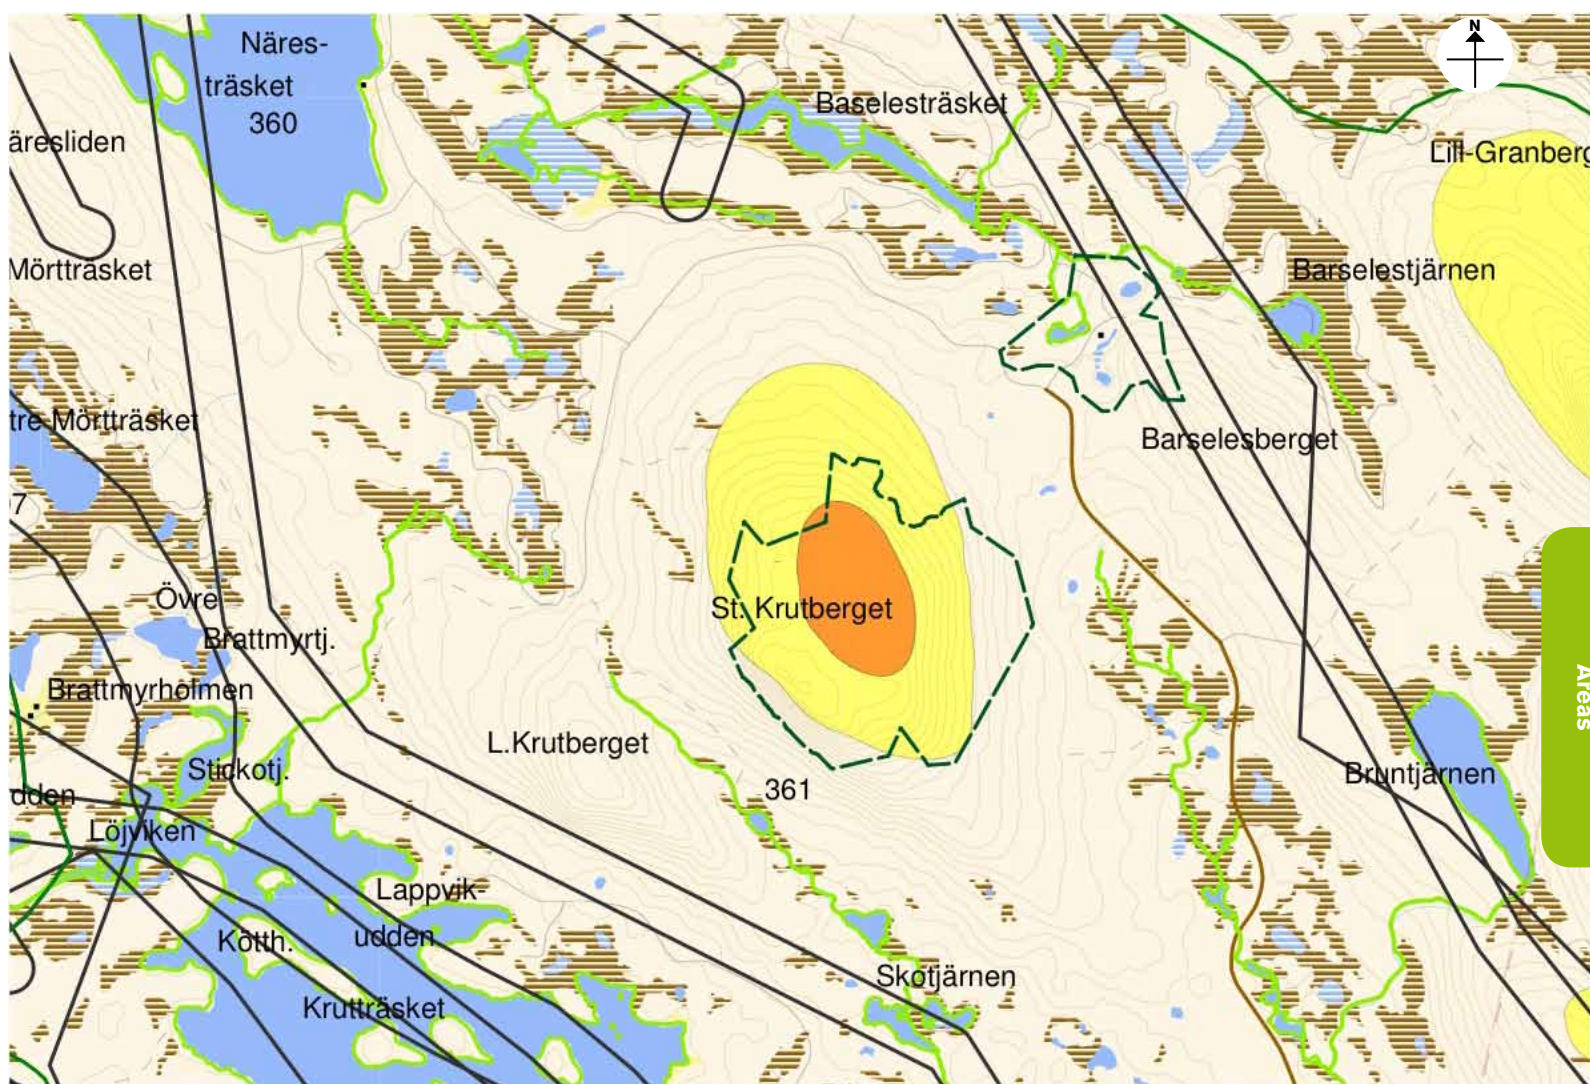 N
Näres-
träsket
360
Baselesträsket
äresliden
Lill-Granberg
Mörtträsket
Barselestjärnen
tre Mörtträsket
Barselesberget
7
Övre
St. Krutberget
Brattmyrtj.
Brattmyrholmen
Areas
L.Krutberget
Stickotj.
361
Bruntjärnen
dden
Löjviken
Lappvik-
udden
Kötth.
Skotjärnen
Krutträsket